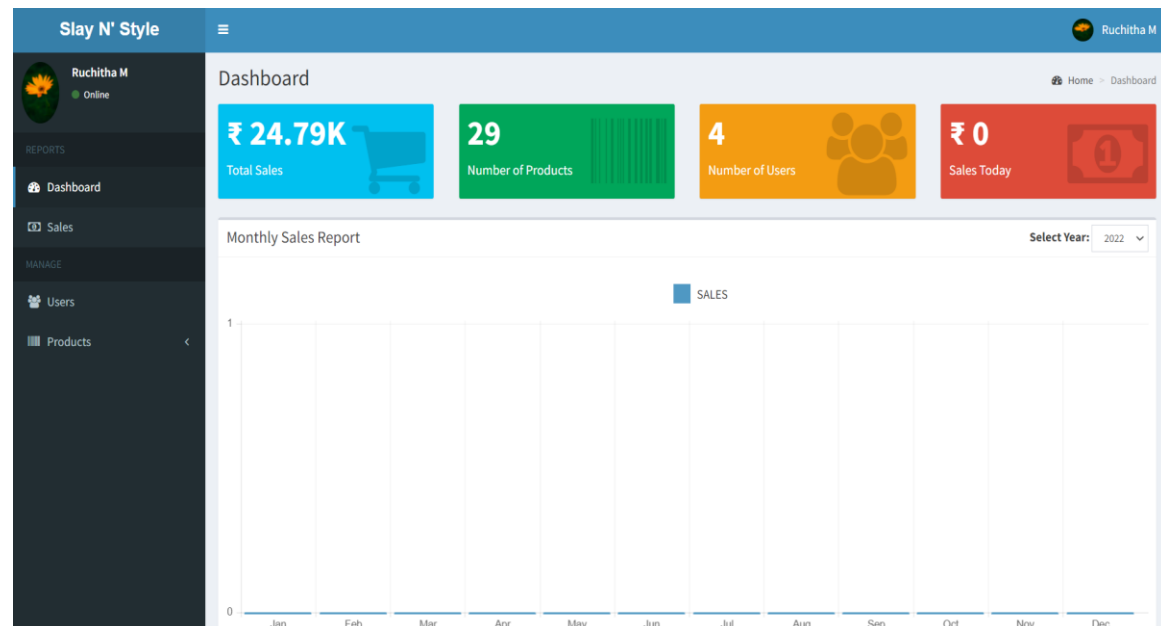 Slay N' Style
Ruchitha M
Ruchitha M
Online
REPORTS
Dashboard
Sales
MANAGE
Users
Products
Dashboard
Home > Dashboard
₹ 24.79K
Total Sales
29
Number of Products
4
Number of Users
₹ 0
Sales Today
1
Monthly Sales Report
Select Year: 2022
SALES
1
0
Jan Feb Mar Apr May Jun Jul Aug Sep Oct Nov Dec